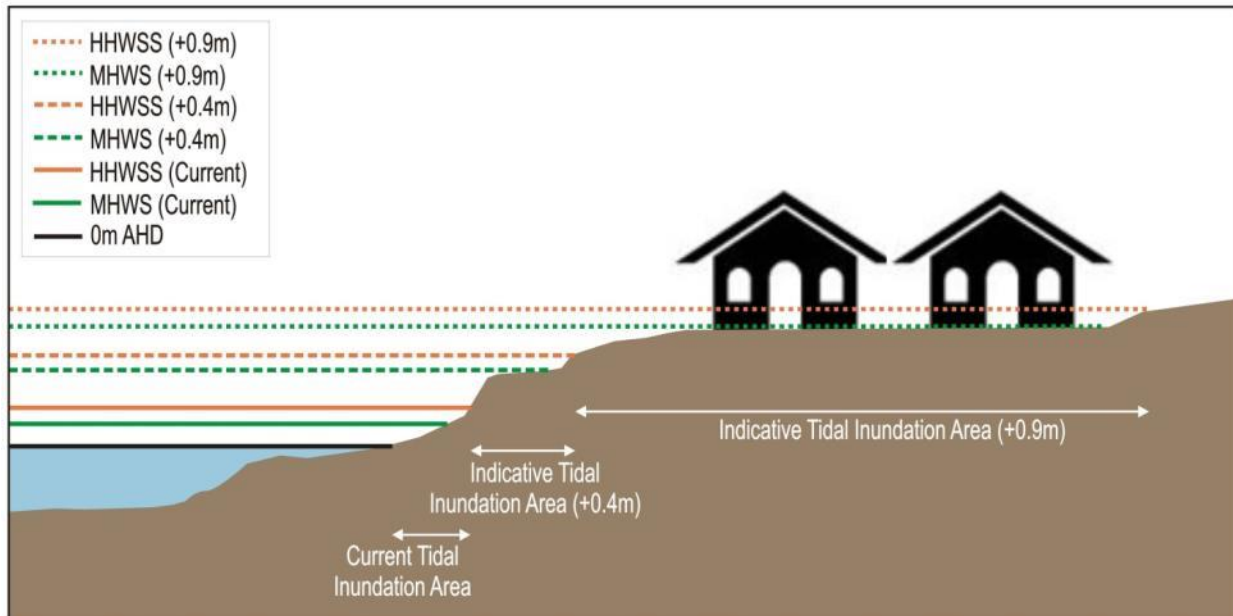 HHWSS (+0.9m)
MHWS (+0.9m)
HHWSS (+0.4m)
MHWS (+0.4m)
HHWSS (Current)
MHWS (Current)
0m AHD
Indicative Tidal Inundation Area (+0.9m)
Indicative Tidal
Inundation Area (+0.4m)
Current Tidal
Inundation Area